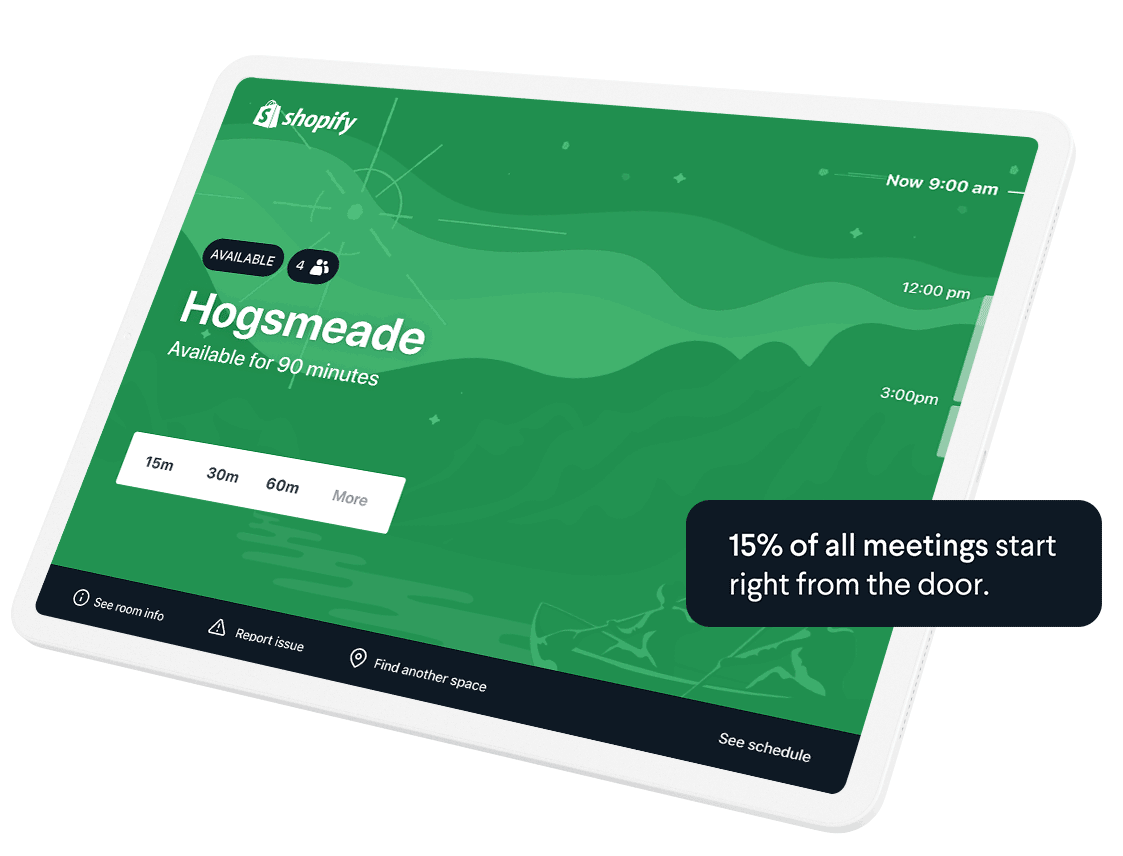 shopify
Now 9:00 am
AVAILABLE
4
12:00 pm
Hogsmeade
Available for 90 minutes
3:00pm
15m 30m 60m More
15% of all meetings start
right from the door.
See room info
Report issue
Find another space
See schedule